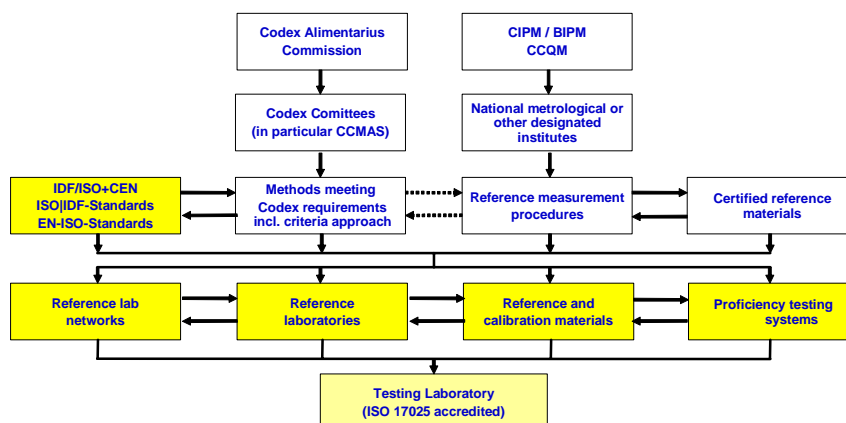 Codex Alimentarius
Commission
CIPM / BIPM
CCQM
Codex Comittees
(in particular CCMAS)
National metrological or
other designated
institutes
IDF/ISO+CEN
ISO|IDF-Standards
EN-ISO-Standards
Methods meeting
Codex requirements
incl. criteria approach
Reference measurement
procedures
Certified reference
materials
Reference lab
networks
Reference
laboratories
Reference and
calibration materials
Proficiency testing
systems
Testing Laboratory
(ISO 17025 accredited)